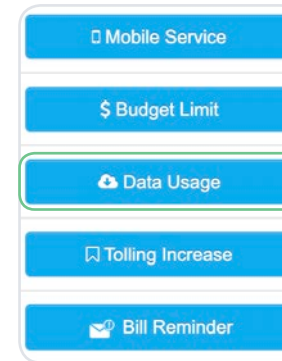 Mobile Service
$ Budget Limit
Data Usage
Tolling Increase
Bill Reminder